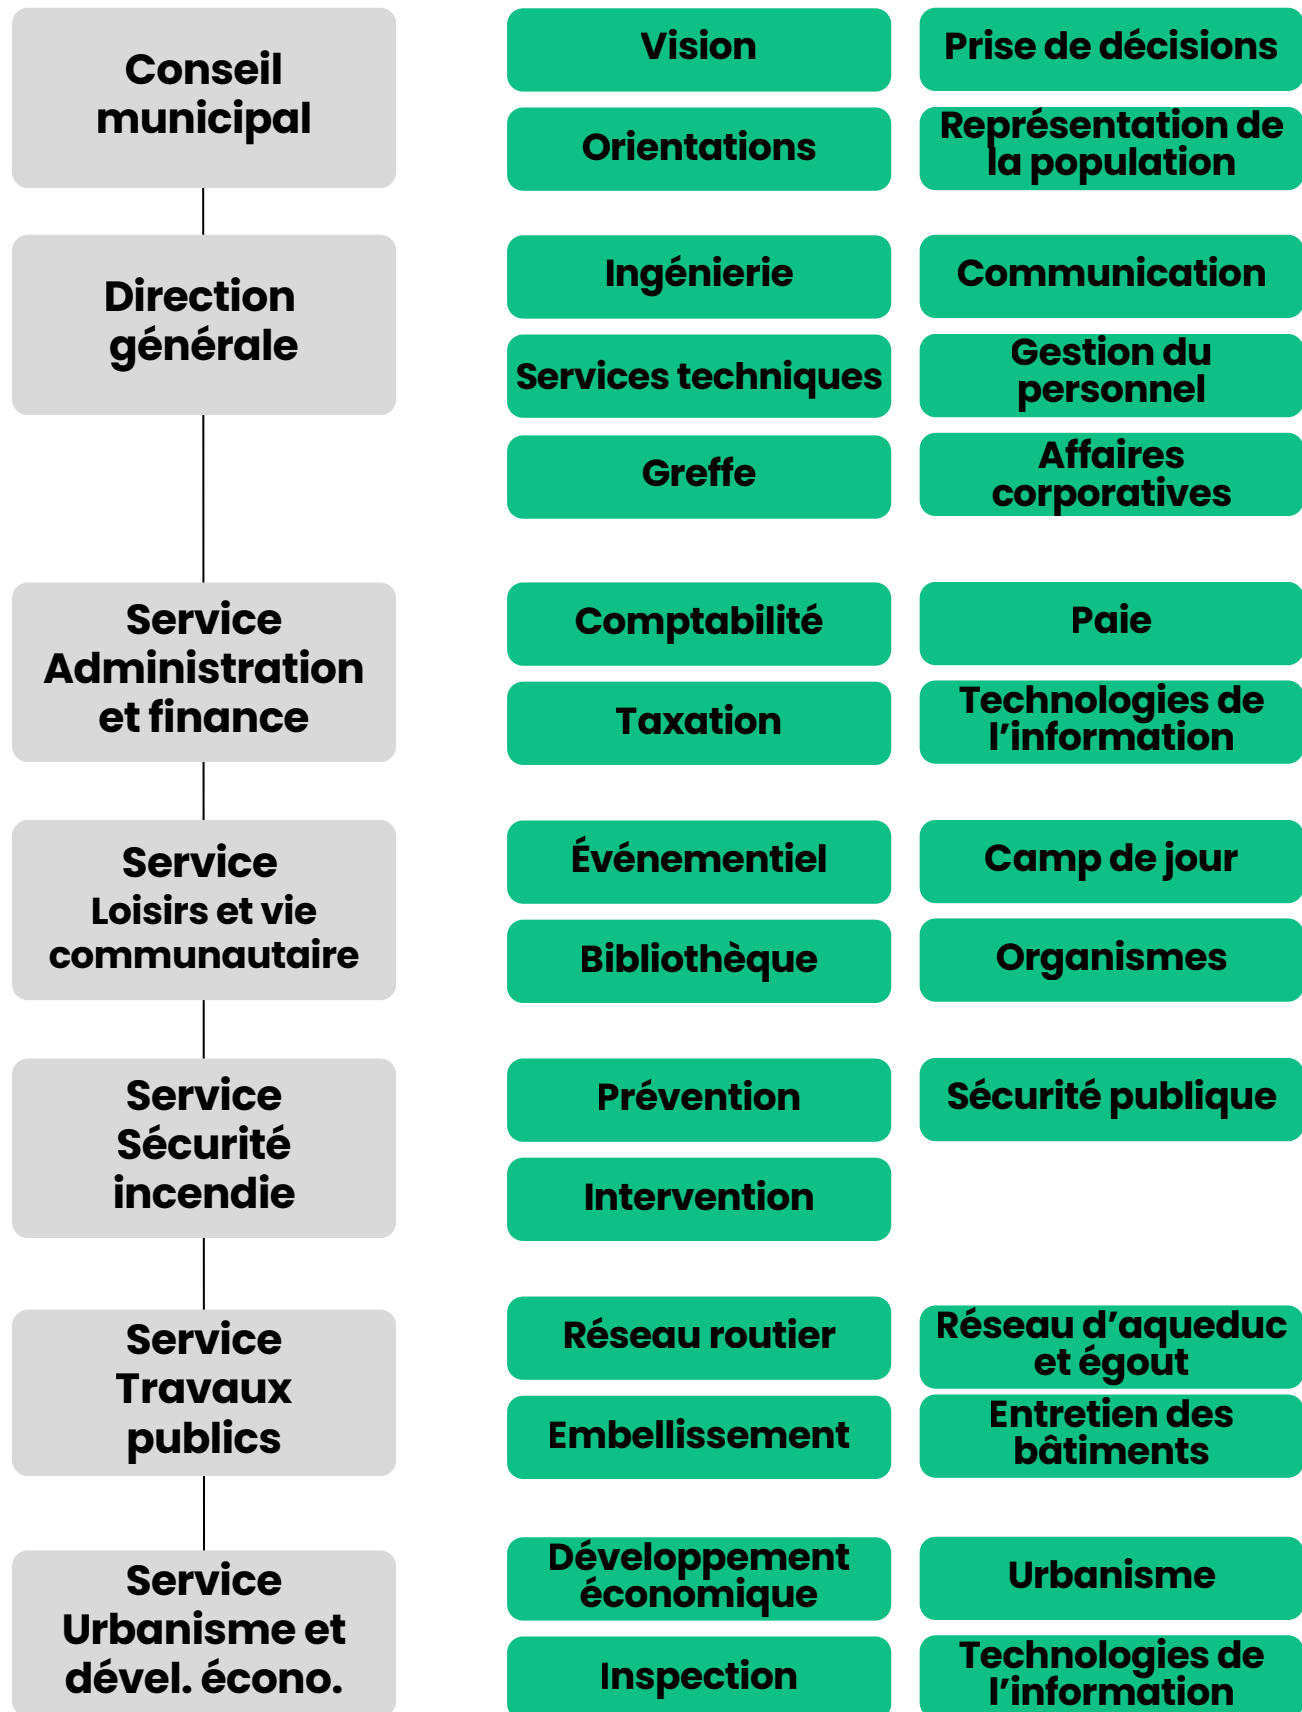 Conseil
municipal
Vision
Prise de décisions
Orientations
Représentation de
la population
Direction
générale
Ingénierie
Communication
Services techniques
Gestion du
personnel
Greffe
Affaires
corporatives
Service
Administration
et finance
Comptabilité
Paie
Taxation
Technologies de
l’information
Service
Loisirs et vie
communautaire
Événementiel
Camp de jour
Bibliothèque
Organismes
Service
Sécurité
incendie
Prévention
Sécurité publique
Intervention
Service
Travaux
publics
Réseau routier
Réseau d’aqueduc
et égout
Embellissement
Entretien des
bâtiments
Service
Urbanisme et
dével. écono.
Développement
économique
Urbanisme
Inspection
Technologies de
l’information